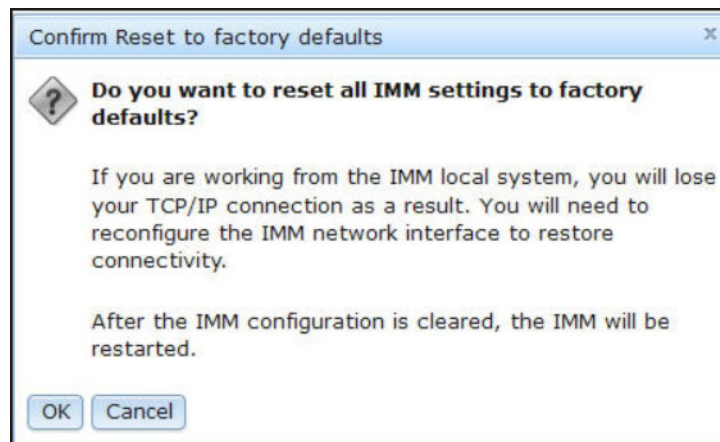 Confirm Reset to factory defaults x
Do you want to reset all IMM settings to factory
defaults?
If you are working from the IMM local system, you will lose
your TCP/IP connection as a result. You will need to
reconfigure the IMM network interface to restore
connectivity.
After the IMM configuration is cleared, the IMM will be
restarted.
OK Cancel